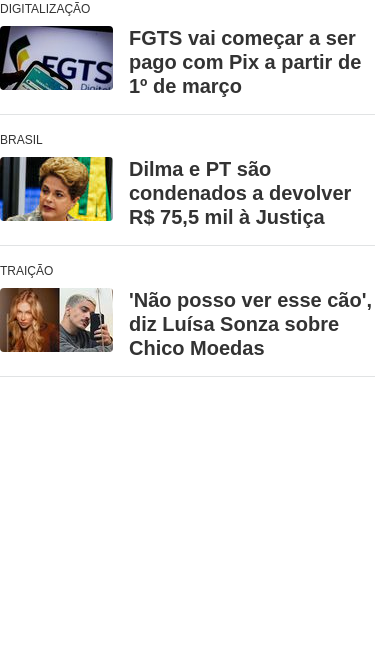 DIGITALIZAÇÃO
FGTS
Digital
FGTS vai começar a ser
pago com Pix a partir de
1º de março
BRASIL
Dilma e PT são
condenados a devolver
R$ 75,5 mil à Justiça
TRAIÇÃO
'Não posso ver esse cão',
diz Luísa Sonza sobre
Chico Moedas